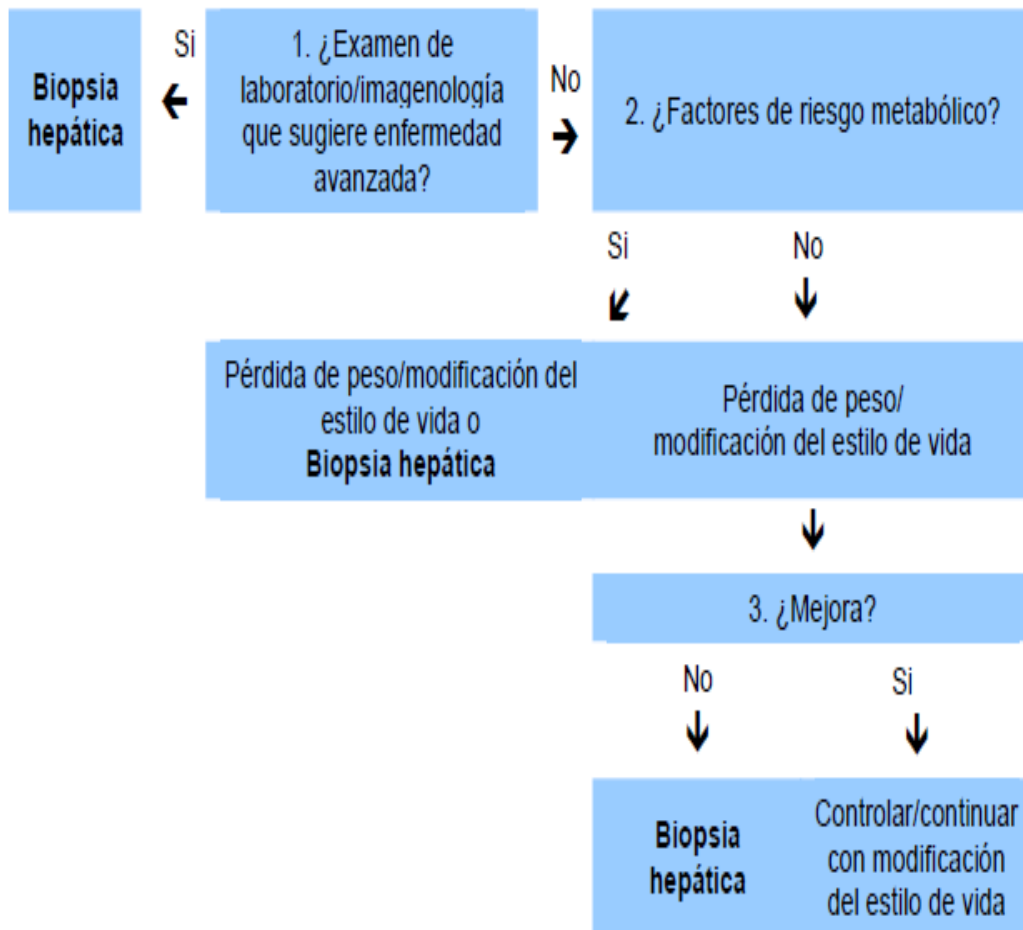 Biopsia
hepática
Si
1. ¿Examen de
laboratorio/imagenología
que sugiere enfermedad
avanzada?
No
2. ¿Factores de riesgo metabólico?
Si
No
Pérdida de peso/modificación del
estilo de vida o
Biopsia hepática
Pérdida de peso/
modificación del estilo de vida
3. ¿Mejora?
No
Si
Biopsia
hepática
Controlar/continuar
con modificación
del estilo de vida